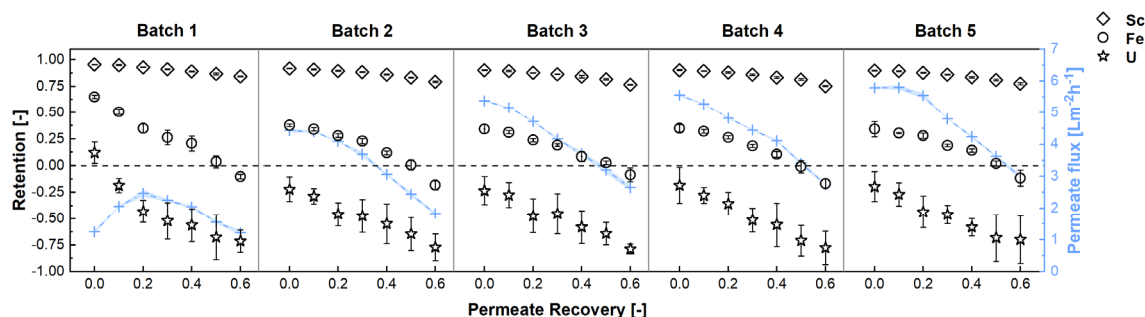 Batch 1 Batch 2 Batch 3 Batch 4 Batch 5
Sc
Fe
U
Retention [-]
1.00
0.75
0.50
0.25
0.00
-0.25
-0.50
-0.75
-1.00
7
6
5
4
3
2
1
0
Permeate flux [Lm⁻²h⁻¹]
0.0 0.2 0.4 0.6 0.0 0.2 0.4 0.6 0.0 0.2 0.4 0.6 0.0 0.2 0.4 0.6 0.0 0.2 0.4 0.6
Permeate Recovery [-]